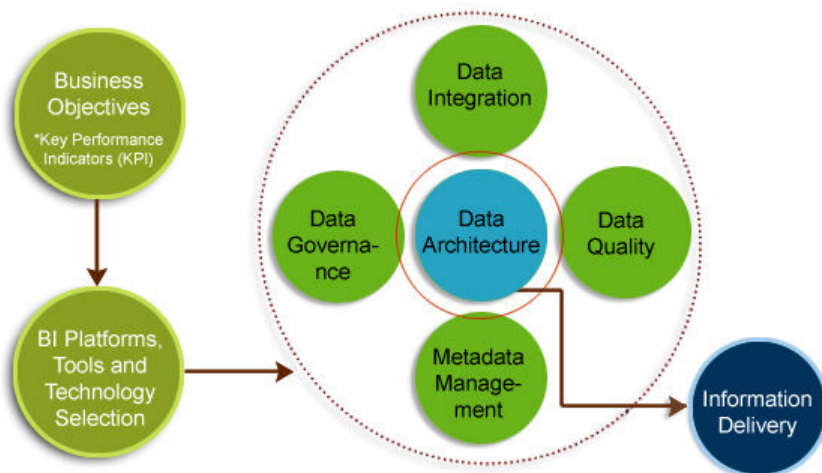 Business
Objectives
*Key Performance
Indicators (KPI)
BI Platforms,
Tools and
Technology
Selection
Data
Integration
Data
Governa-
nce
Data
Architecture
Data
Quality
Metadata
Manage-
ment
Information
Delivery